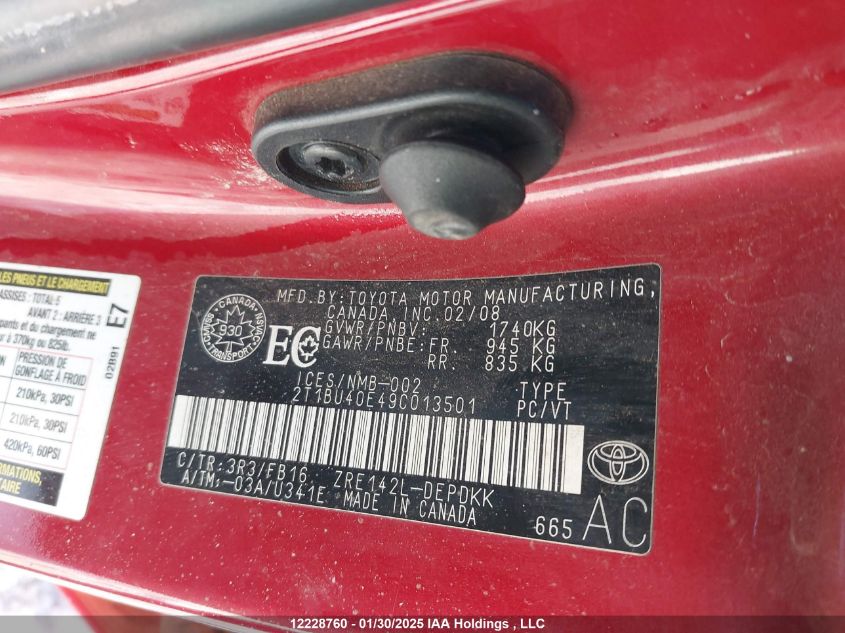 LES PNEUS ET LE CHARGEMENT
ASSISES : TOTAL 5
AVANT 2 : ARRIÈRE 3
pants et du chargement ne
r à 370kg ou 825lb.
E7
02B91
ON
PRESSION DE
GONFLAGE À FROID
210kPa, 30PSI
210kPa, 30PSI
420kPa, 60PSI
RMATIONS,
TAIRE
CANADA
930
TRANSPORT
EC
MFD.BY:TOYOTA MOTOR MANUFACTURING,
CANADA, INC.02/08
GVWR/PNBV: 1740KG
GAWR/PNBE:FR. 945 KG
RR. 835 KG
ICES/NMB-002
2T1BU40E49C013501
TYPE
PC/VT
C/TR:3R3/FB16 ZRE142L-DEPDKK
A/TM:-03A/U341E MADE IN CANADA
665 AC
12228760 - 01/30/2025 IAA Holdings , LLC